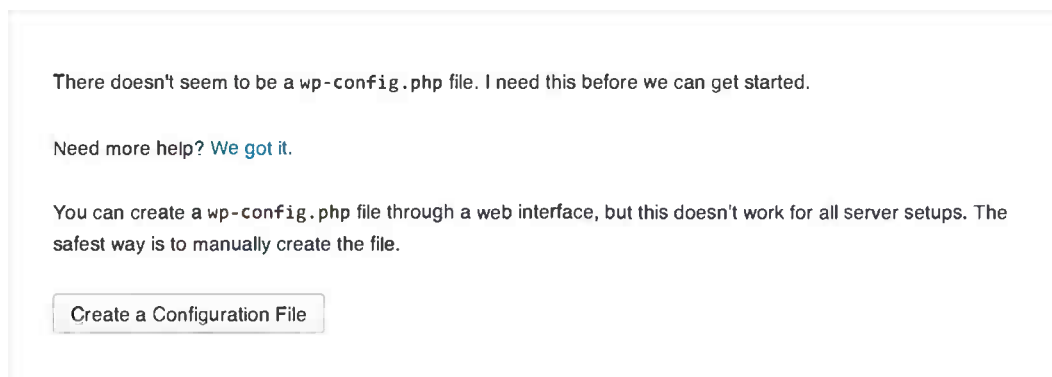 There doesn't seem to be a wp-config.php file. I need this before we can get started.
Need more help? We got it.
You can create a wp-config.php file through a web interface, but this doesn't work for all server setups. The
safest way is to manually create the file.
Create a Configuration File